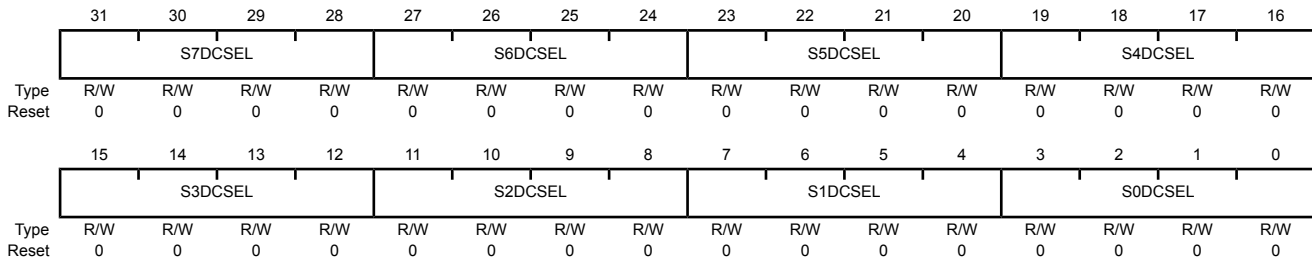 31 30 29 28 27 26 25 24 23 22 21 20 19 18 17 16
S7DCSEL S6DCSEL S5DCSEL S4DCSEL
Type R/W R/W R/W R/W R/W R/W R/W R/W R/W R/W R/W R/W R/W R/W R/W R/W
Reset 0 0 0 0 0 0 0 0 0 0 0 0 0 0 0 0
15 14 13 12 11 10 9 8 7 6 5 4 3 2 1 0
S3DCSEL S2DCSEL S1DCSEL S0DCSEL
Type R/W R/W R/W R/W R/W R/W R/W R/W R/W R/W R/W R/W R/W R/W R/W R/W
Reset 0 0 0 0 0 0 0 0 0 0 0 0 0 0 0 0